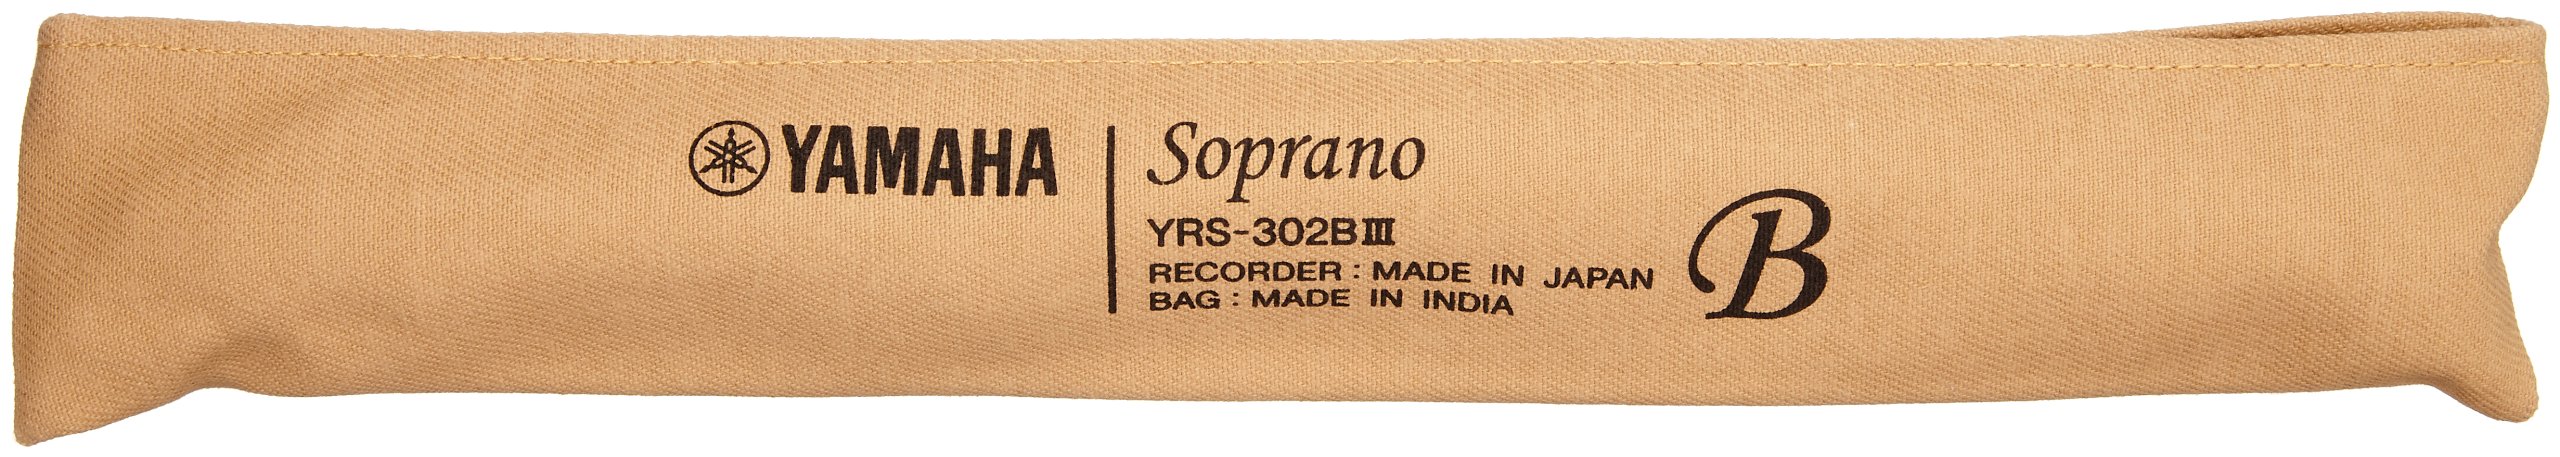 YAMAHA
Soprano
YRS-302BIII
RECORDER : MADE IN JAPAN
BAG : MADE IN INDIA
B